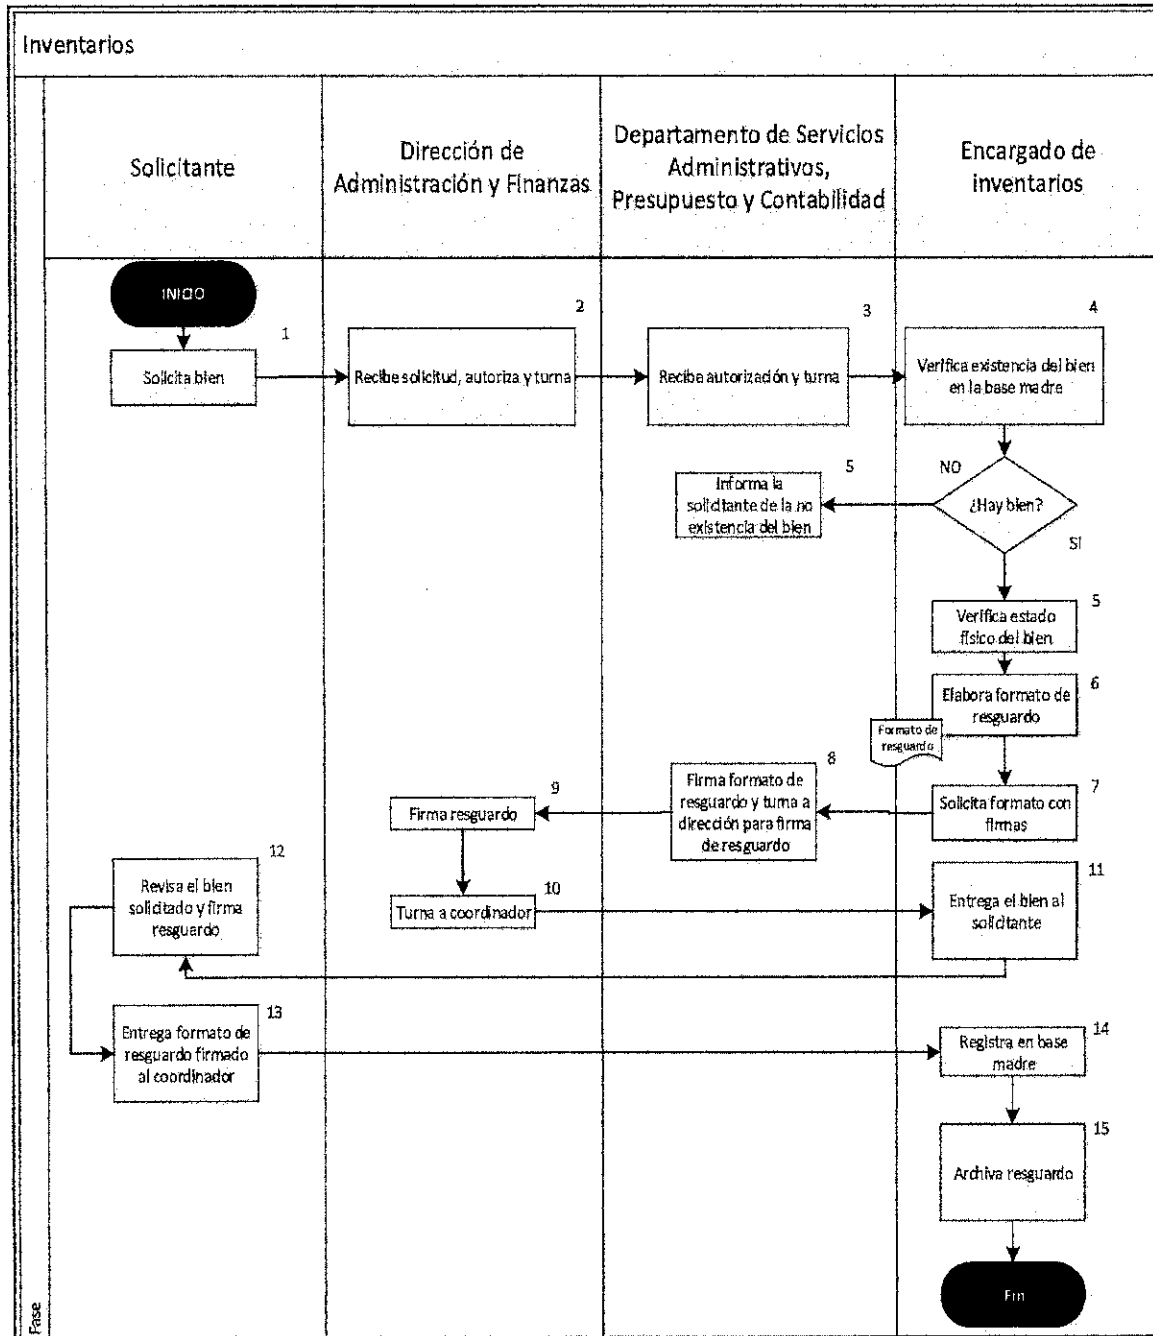 Inventarios
Solicitante
Dirección de
Administración y Finanzas
Departamento de Servicios
Administrativos,
Presupuesto y Contabilidad
Encargado de
inventarios
INICIO
1
Solicita bien
2
Recibe solicitud, autoriza y turna
3
Recibe autorización y turna
4
Verifica existencia del bien
en la base madre
¿Hay bien?
NO
SI
5
Informa la
solicitante de la no
existencia del bien
5
Verifica estado
físico del bien
6
Elabora formato de
resguardo
Formato de
resguardo
7
Solicita formato con
firmas
8
Firma formato de
resguardo y turna a
dirección para firma
de resguardo
9
Firma resguardo
10
Turna a coordinador
11
Entrega el bien al
solicitante
12
Revisa el bien
solicitado y firma
resguardo
13
Entrega formato de
resguardo firmado
al coordinador
14
Registra en base
madre
15
Archiva resguardo
Fin
Fase